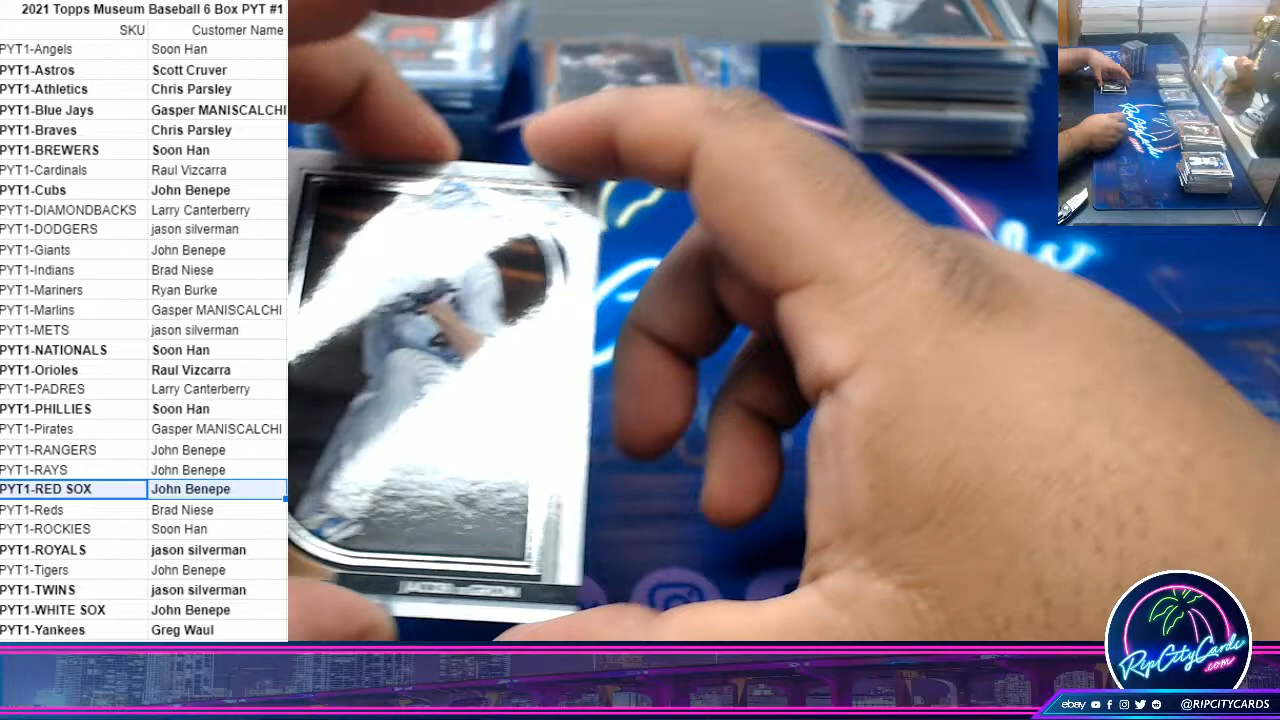 2021 Topps Museum Baseball 6 Box PYT #1
SKU Customer Name
PYT1-Angels Soon Han
PYT1-Astros Scott Cruver
PYT1-Athletics Chris Parsley
PYT1-Blue Jays Gasper MANISCALCHI
PYT1-Braves Chris Parsley
PYT1-BREWERS Soon Han
PYT1-Cardinals Raul Vizcarra
PYT1-Cubs John Benepe
PYT1-DIAMONDBACKS Larry Canterberry
PYT1-DODGERS jason silverman
PYT1-Giants John Benepe
PYT1-Indians Brad Niese
PYT1-Mariners Ryan Burke
PYT1-Marlins Gasper MANISCALCHI
PYT1-METS jason silverman
PYT1-NATIONALS Soon Han
PYT1-Orioles Raul Vizcarra
PYT1-PADRES Larry Canterberry
PYT1-PHILLIES Soon Han
PYT1-Pirates Gasper MANISCALCHI
PYT1-RANGERS John Benepe
PYT1-RAYS John Benepe
PYT1-RED SOX John Benepe
PYT1-Reds Brad Niese
PYT1-ROCKIES Soon Han
PYT1-ROYALS jason silverman
PYT1-Tigers John Benepe
PYT1-TWINS jason silverman
PYT1-WHITE SOX John Benepe
PYT1-Yankees Greg Waul
RipCityCards
.com
ebay @RIPCITYCARDS